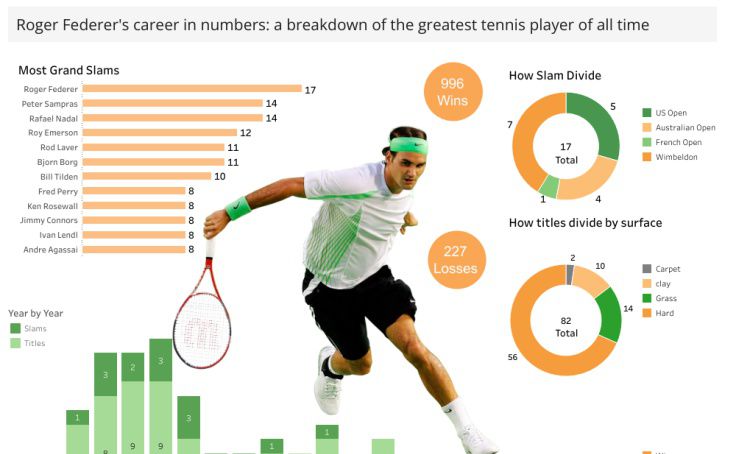 Roger Federer's career in numbers: a breakdown of the greatest tennis player of all time
Most Grand Slams
Roger Federer 17
Peter Sampras 14
Rafael Nadal 14
Roy Emerson 12
Rod Laver 11
Bjorn Borg 11
Bill Tilden 10
Fred Perry 8
Ken Rosewall 8
Jimmy Connors 8
Ivan Lendl 8
Andre Agassai 8
996
Wins
227
Losses
How Slam Divide
5
7
17
Total
1
4
US Open
Australian Open
French Open
Wimbeldon
How titles divide by surface
2
10
14
82
Total
56
Carpet
clay
Grass
Hard
Year by Year
Slams
Titles
1
3
2
3
3
1
1
8
9
9